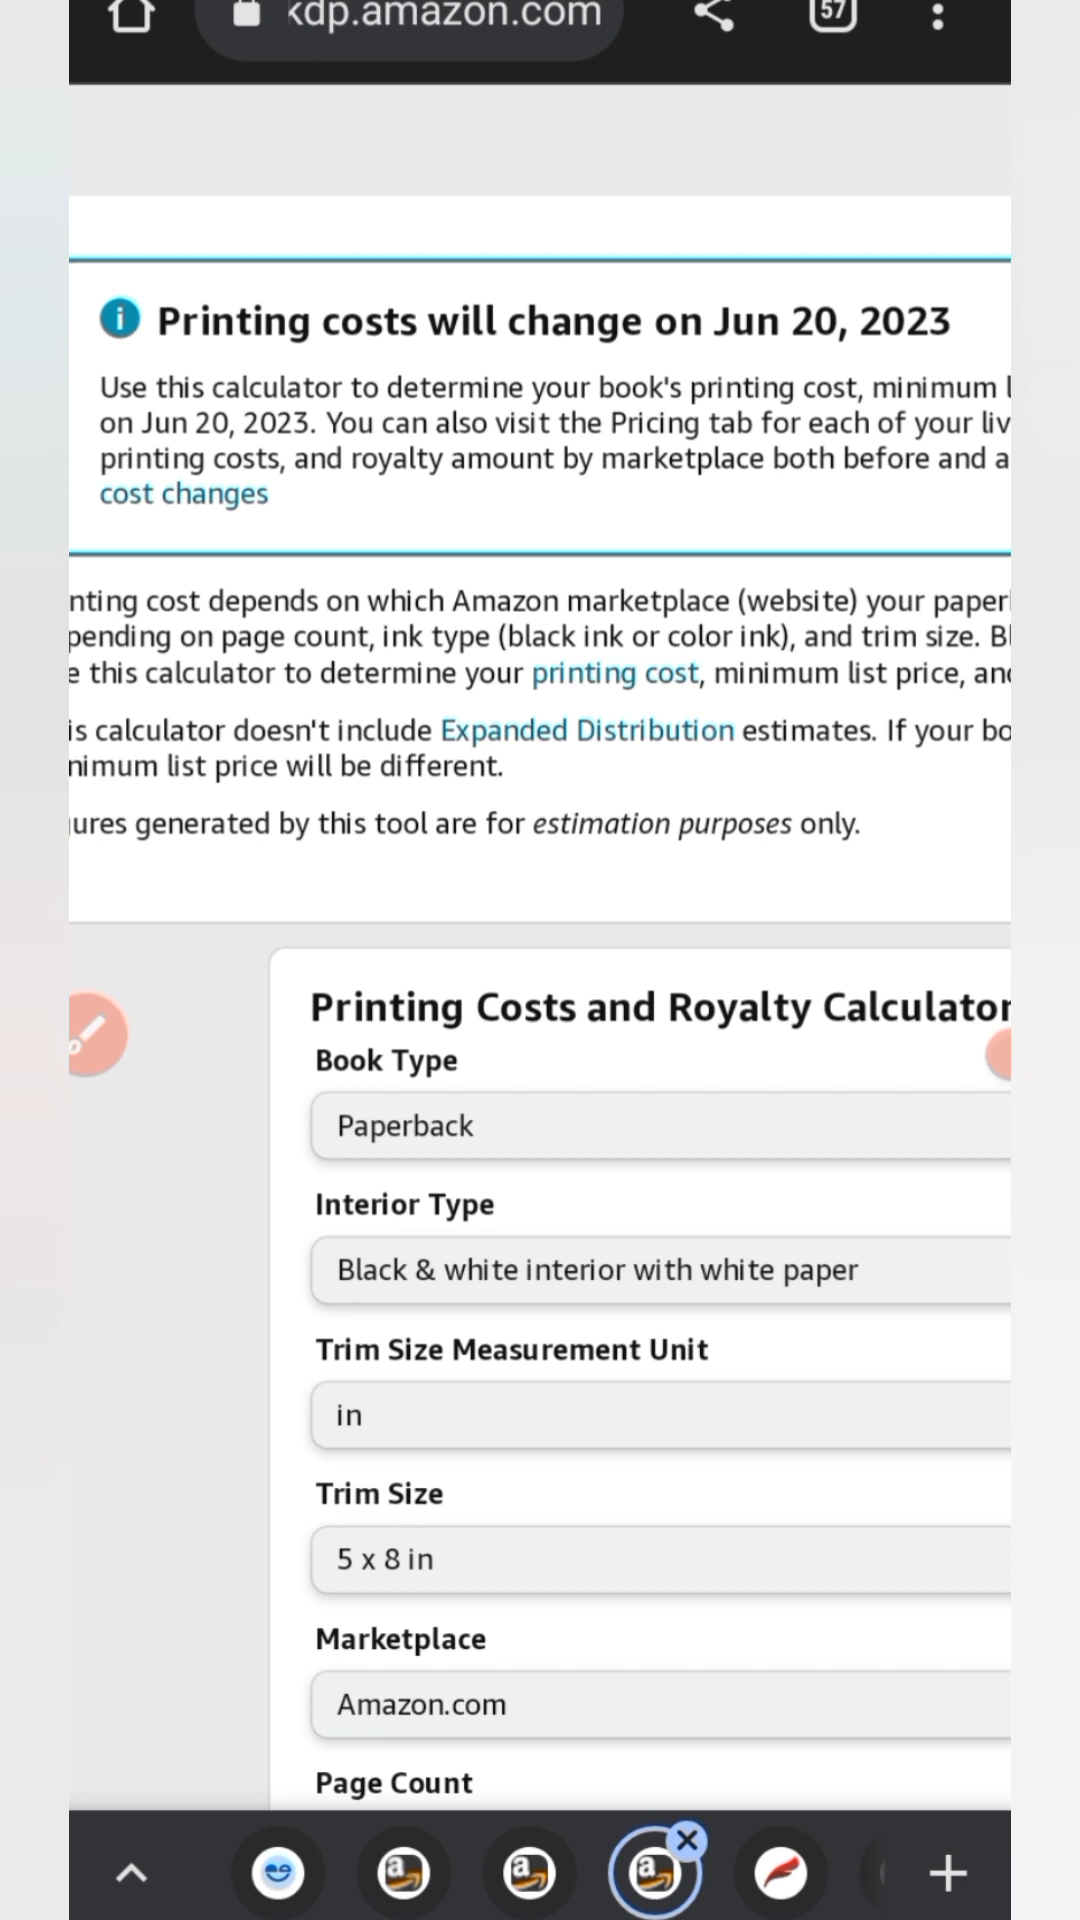 kdp.amazon.com
57
Printing costs will change on Jun 20, 2023
Use this calculator to determine your book's printing cost, minimum
on Jun 20, 2023. You can also visit the Pricing tab for each of your liv
printing costs, and royalty amount by marketplace both before and a
cost changes
nting cost depends on which Amazon marketplace (website) your paper
pending on page count, ink type (black ink or color ink), and trim size. Bl
e this calculator to determine your printing cost, minimum list price, and
is calculator doesn't include Expanded Distribution estimates. If your bo
nimum list price will be different.
ures generated by this tool are for estimation purposes only.
Printing Costs and Royalty Calculator
Book Type
Paperback
Interior Type
Black & white interior with white paper
Trim Size Measurement Unit
in
Trim Size
5 x 8 in
Marketplace
Amazon.com
Page Count